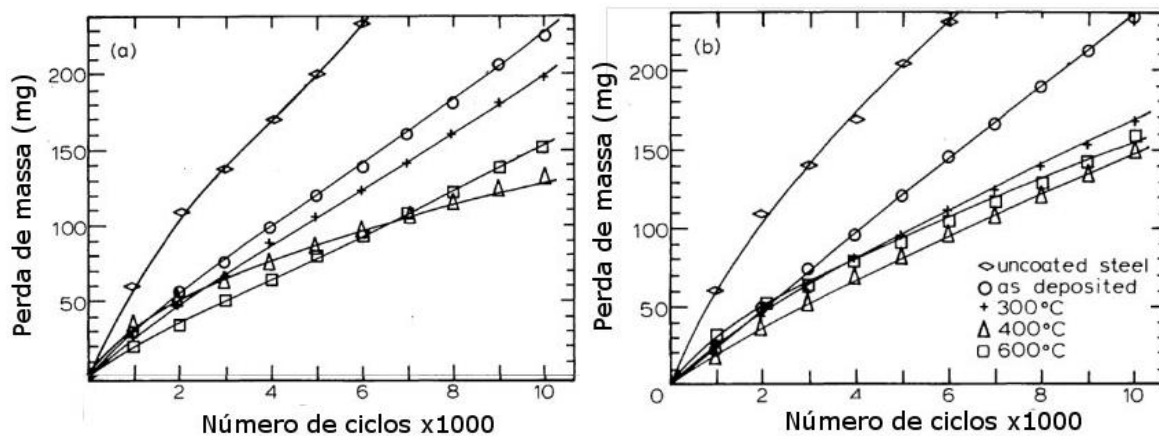 (a)
Perda de massa (mg)
200
150
100
50
2 4 6 8 10
Número de ciclos x1000
(b)
Perda de massa (mg)
200
150
100
50
0
2 4 6 8 10
Número de ciclos x1000
uncoated steel
as deposited
300°C
400°C
600°C